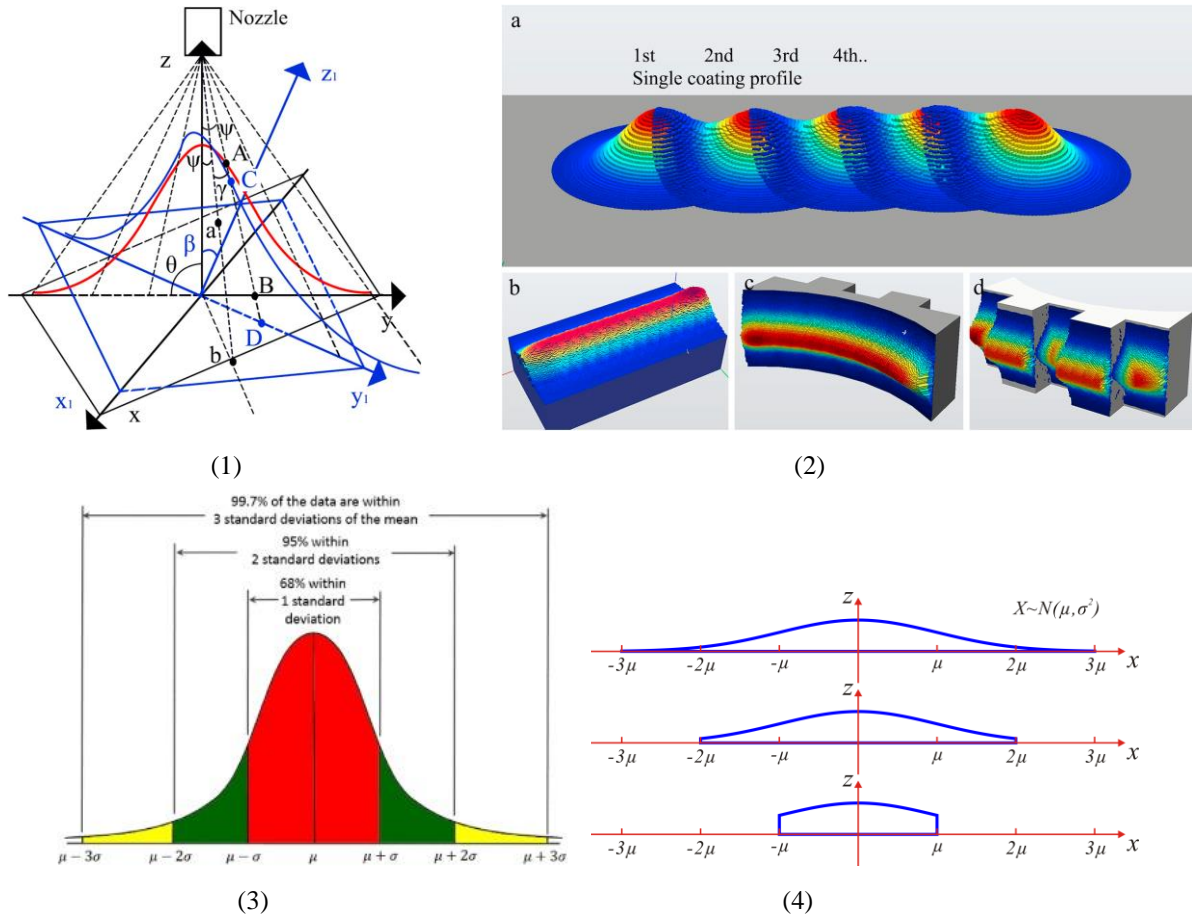 Nozzle
z
z₁
ψ
ψ
A
C
γ
a
β
θ
B
y
D
b
x₁
x
y₁
(1)
a
1st 2nd 3rd 4th..
Single coating profile
b
c
d
(2)
99.7% of the data are within
3 standard deviations of the mean
95% within
2 standard deviations
68% within
1 standard
deviation
μ − 3σ μ − 2σ μ − σ μ μ + σ μ + 2σ μ + 3σ
(3)
z
X~N(μ,σ²)
-3μ -2μ -μ μ 2μ 3μ x
z
-3μ -2μ -μ μ 2μ 3μ x
z
-3μ -2μ -μ μ 2μ 3μ x
(4)